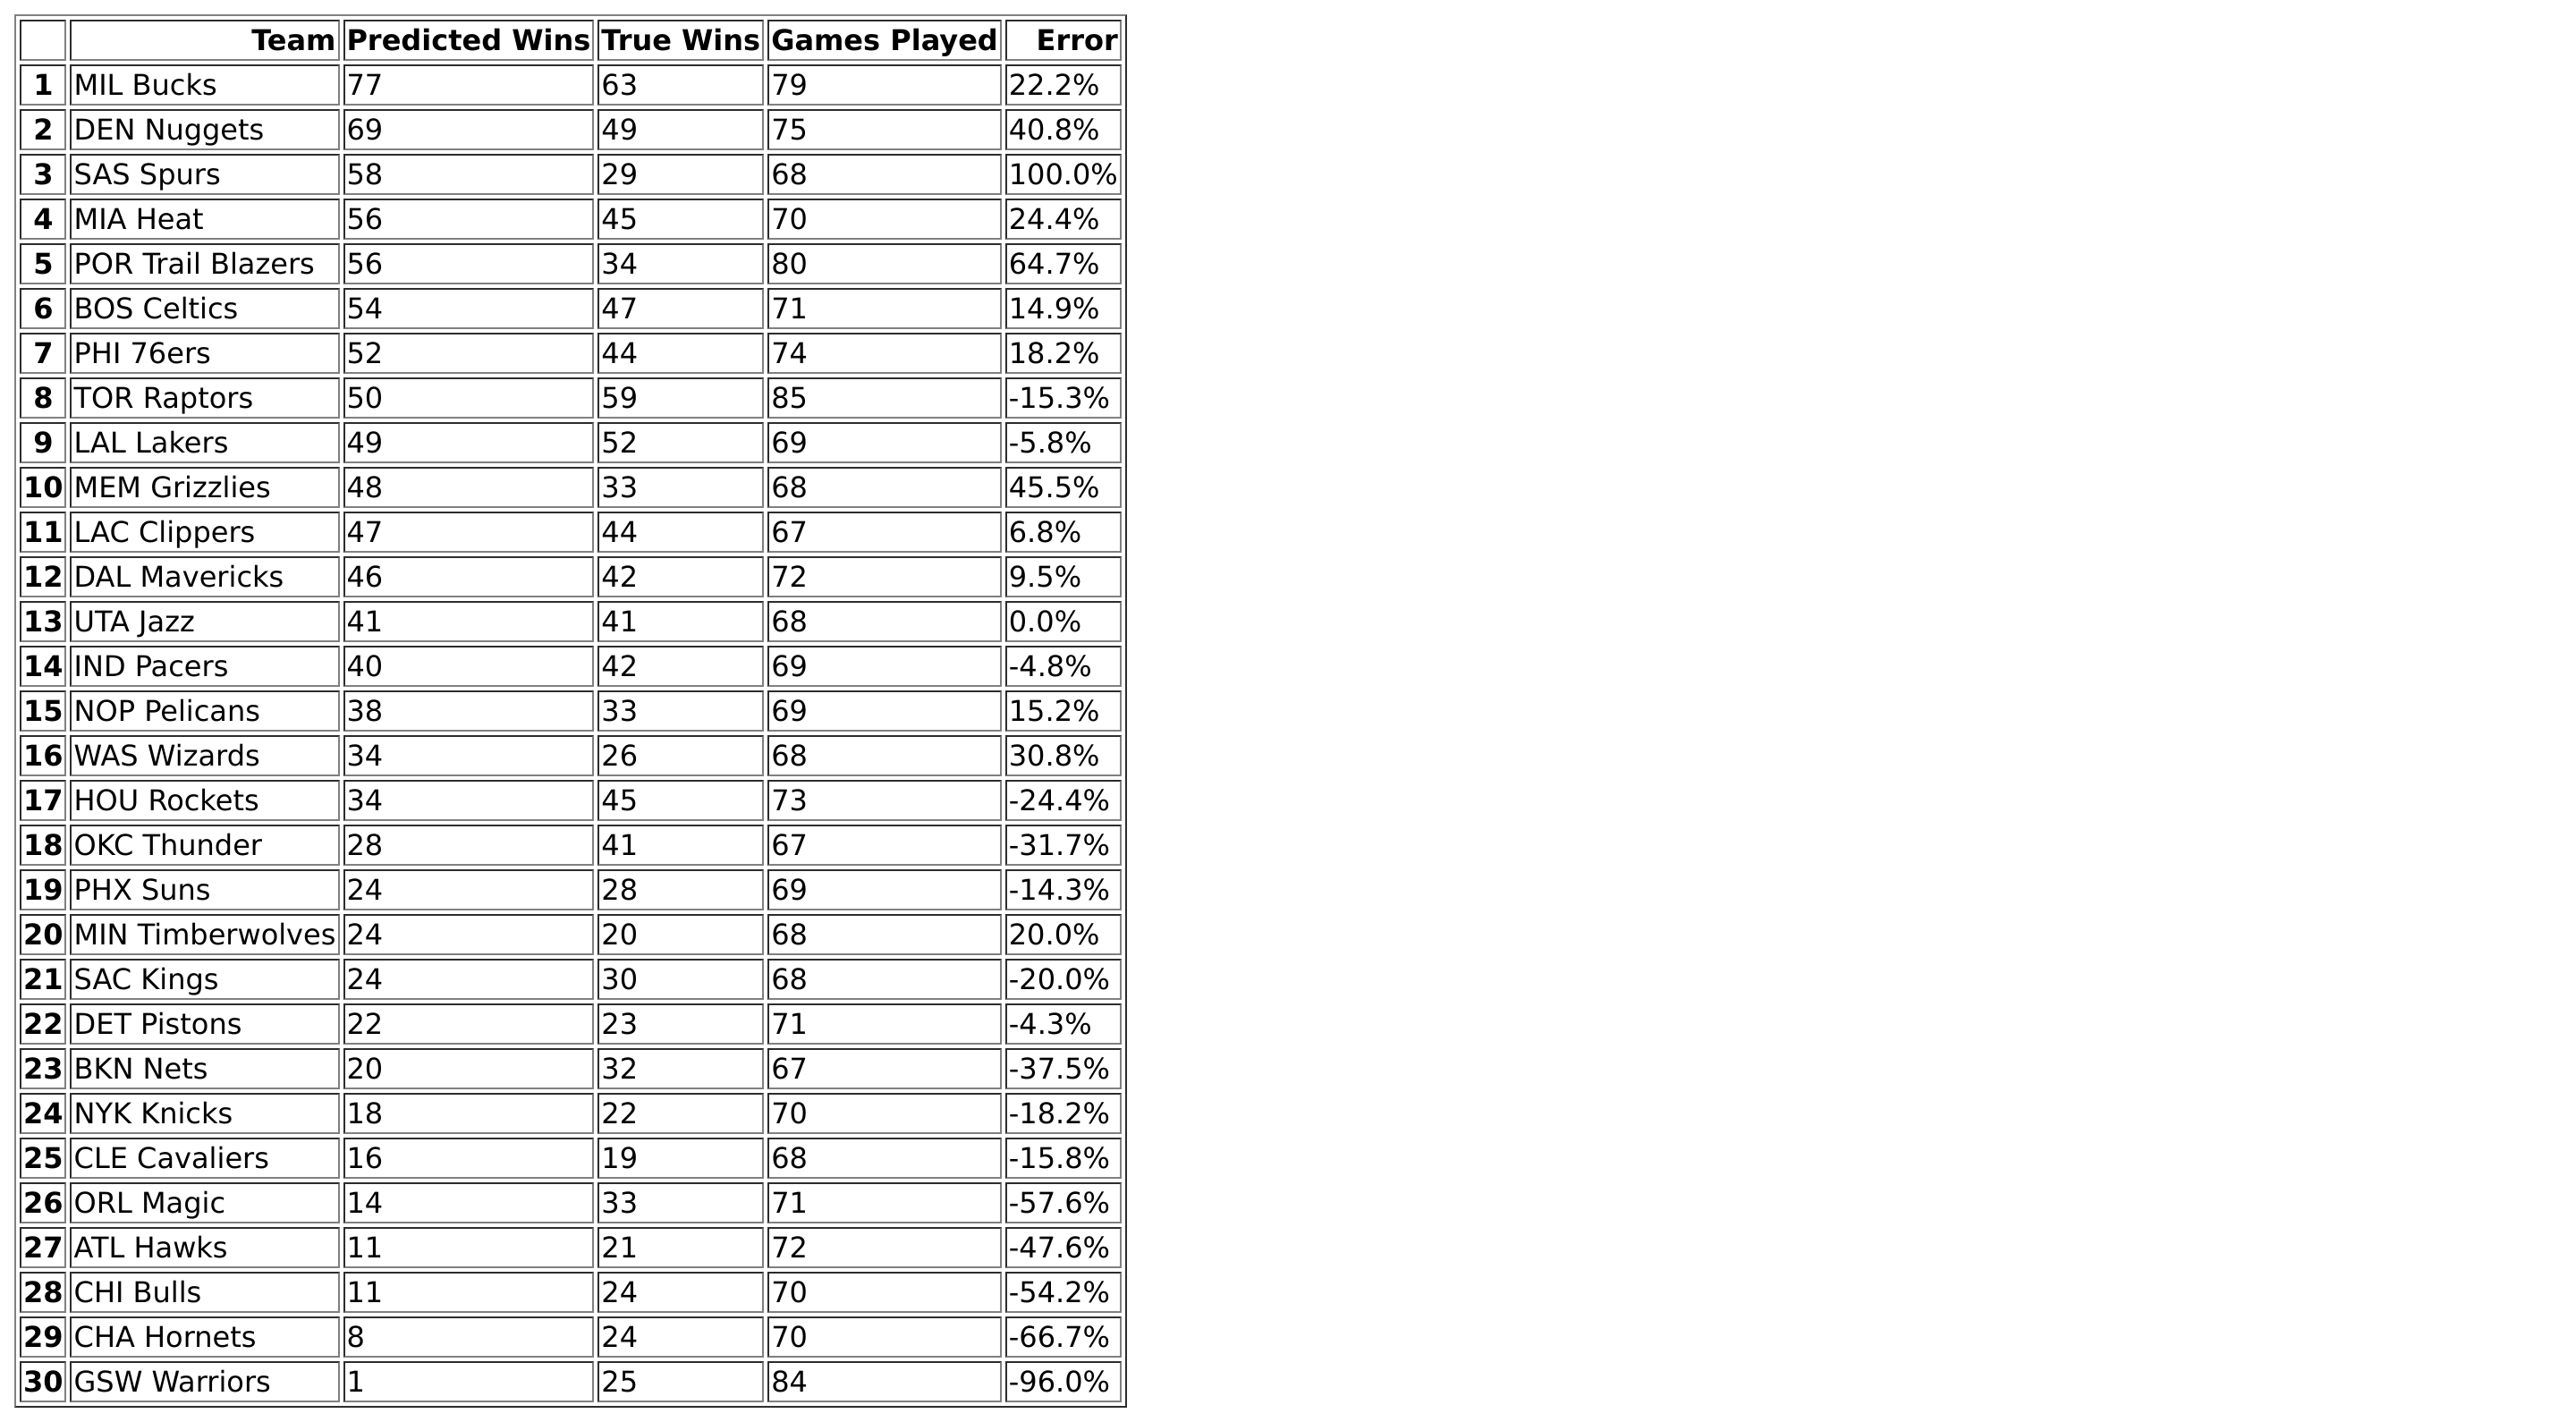 Team Predicted Wins True Wins Games Played Error
1 MIL Bucks 77 63 79 22.2%
2 DEN Nuggets 69 49 75 40.8%
3 SAS Spurs 58 29 68 100.0%
4 MIA Heat 56 45 70 24.4%
5 POR Trail Blazers 56 34 80 64.7%
6 BOS Celtics 54 47 71 14.9%
7 PHI 76ers 52 44 74 18.2%
8 TOR Raptors 50 59 85 -15.3%
9 LAL Lakers 49 52 69 -5.8%
10 MEM Grizzlies 48 33 68 45.5%
11 LAC Clippers 47 44 67 6.8%
12 DAL Mavericks 46 42 72 9.5%
13 UTA Jazz 41 41 68 0.0%
14 IND Pacers 40 42 69 -4.8%
15 NOP Pelicans 38 33 69 15.2%
16 WAS Wizards 34 26 68 30.8%
17 HOU Rockets 34 45 73 -24.4%
18 OKC Thunder 28 41 67 -31.7%
19 PHX Suns 24 28 69 -14.3%
20 MIN Timberwolves 24 20 68 20.0%
21 SAC Kings 24 30 68 -20.0%
22 DET Pistons 22 23 71 -4.3%
23 BKN Nets 20 32 67 -37.5%
24 NYK Knicks 18 22 70 -18.2%
25 CLE Cavaliers 16 19 68 -15.8%
26 ORL Magic 14 33 71 -57.6%
27 ATL Hawks 11 21 72 -47.6%
28 CHI Bulls 11 24 70 -54.2%
29 CHA Hornets 8 24 70 -66.7%
30 GSW Warriors 1 25 84 -96.0%